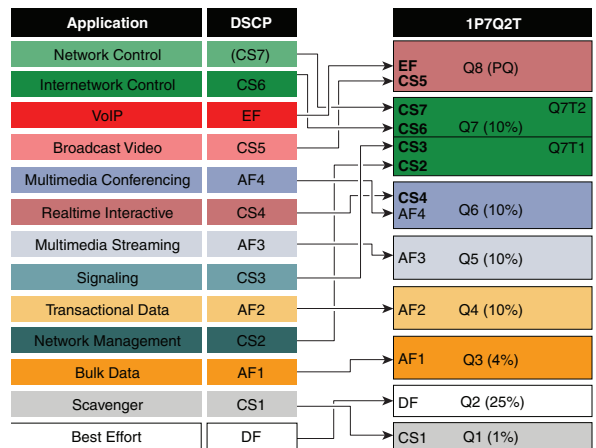 Application DSCP 1P7Q2T
Network Control (CS7)
Internetwork Control CS6
VoIP EF
Broadcast Video CS5
Multimedia Conferencing AF4
Realtime Interactive CS4
Multimedia Streaming AF3
Signaling CS3
Transactional Data AF2
Network Management CS2
Bulk Data AF1
Scavenger CS1
Best Effort DF
EF Q8 (PQ)
CS5
CS7 Q7T2
CS6 Q7 (10%)
CS3 Q7T1
CS2
CS4
AF4 Q6 (10%)
AF3 Q5 (10%)
AF2 Q4 (10%)
AF1 Q3 (4%)
DF Q2 (25%)
CS1 Q1 (1%)